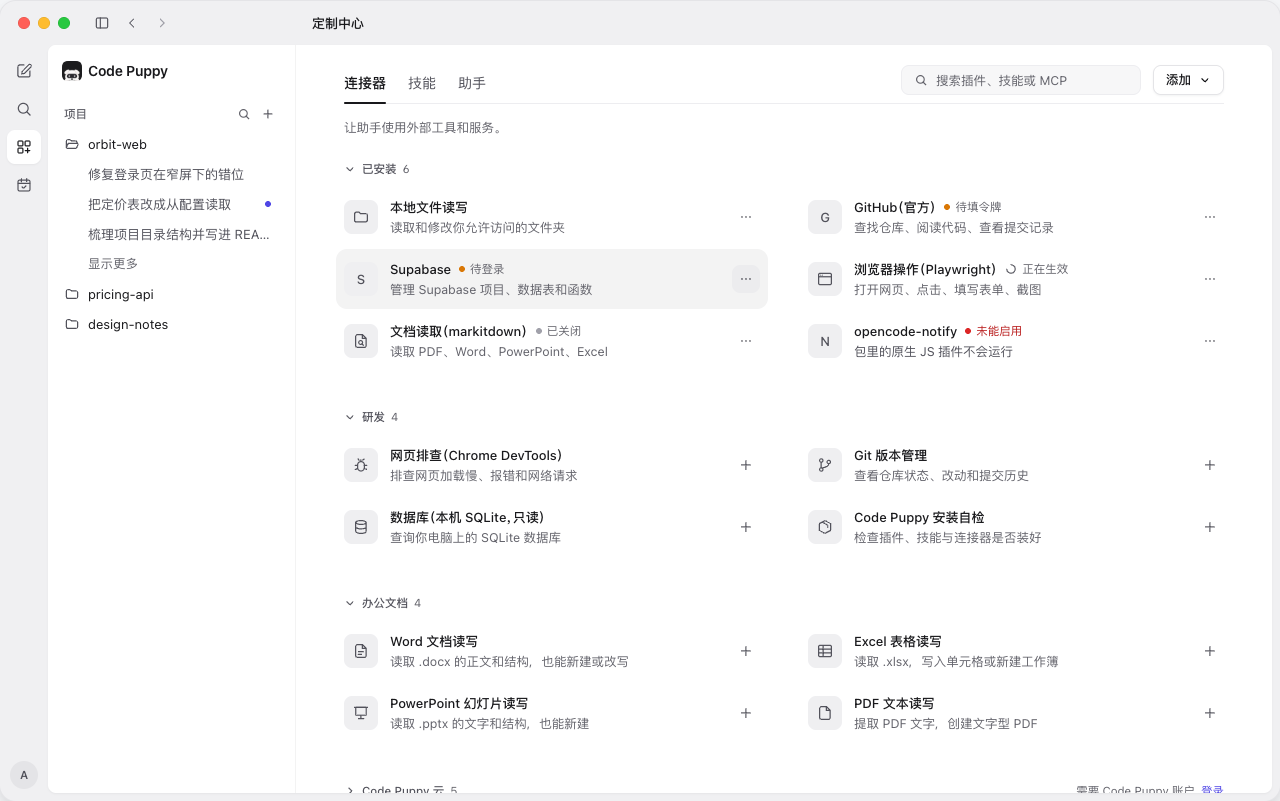 定制中心
Code Puppy
项目
orbit-web
修复登录页在窄屏下的错位
把定价表改成从配置读取
梳理项目目录结构并写进 REA...
显示更多
pricing-api
design-notes
A
连接器 技能 助手
搜索插件、技能或 MCP
添加
让助手使用外部工具和服务。
已安装 6
本地文件读写
读取和修改你允许访问的文件夹
G
GitHub(官方) 待填令牌
查找仓库、阅读代码、查看提交记录
S
Supabase 待登录
管理 Supabase 项目、数据表和函数
浏览器操作(Playwright) 正在生效
打开网页、点击、填写表单、截图
文档读取(markitdown) 已关闭
读取 PDF、Word、PowerPoint、Excel
N
opencode-notify 未能启用
包里的原生 JS 插件不会运行
研发 4
网页排查(Chrome DevTools)
排查网页加载慢、报错和网络请求
Git 版本管理
查看仓库状态、改动和提交历史
数据库(本机 SQLite,只读)
查询你电脑上的 SQLite 数据库
Code Puppy 安装自检
检查插件、技能与连接器是否装好
办公文档 4
Word 文档读写
读取 .docx 的正文和结构，也能新建或改写
Excel 表格读写
读取 .xlsx，写入单元格或新建工作簿
PowerPoint 幻灯片读写
读取 .pptx 的文字和结构，也能新建
PDF 文本读写
提取 PDF 文字，创建文字型 PDF
Code Puppy 云 5
需要 Code Puppy 账户 登录